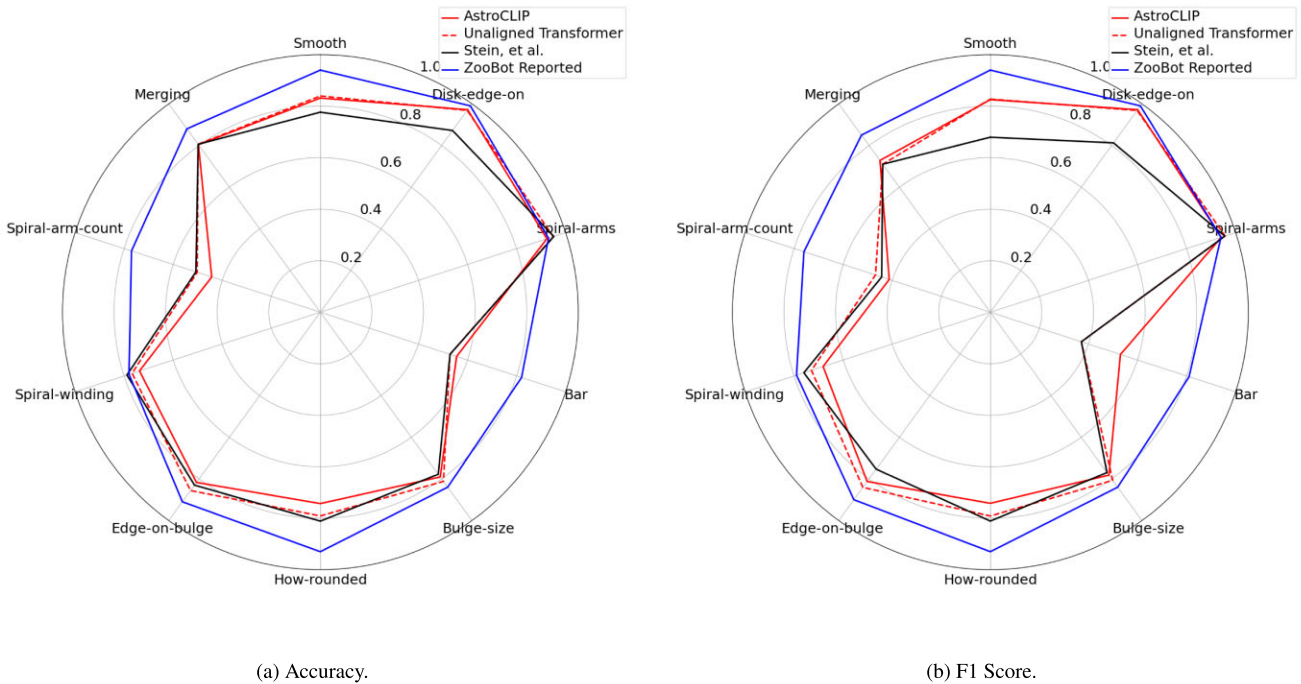 AstroCLIP
Unaligned Transformer
Stein, et al.
ZooBot Reported
Smooth
1.0
Merging
Disk-edge-on
0.8
0.6
0.4
Spiral-arm-count
Spiral-arms
0.2
Spiral-winding
Bar
Edge-on-bulge
Bulge-size
How-rounded
(a) Accuracy.
AstroCLIP
Unaligned Transformer
Stein, et al.
ZooBot Reported
Smooth
1.0
Merging
Disk-edge-on
0.8
0.6
0.4
Spiral-arm-count
Spiral-arms
0.2
Spiral-winding
Bar
Edge-on-bulge
Bulge-size
How-rounded
(b) F1 Score.